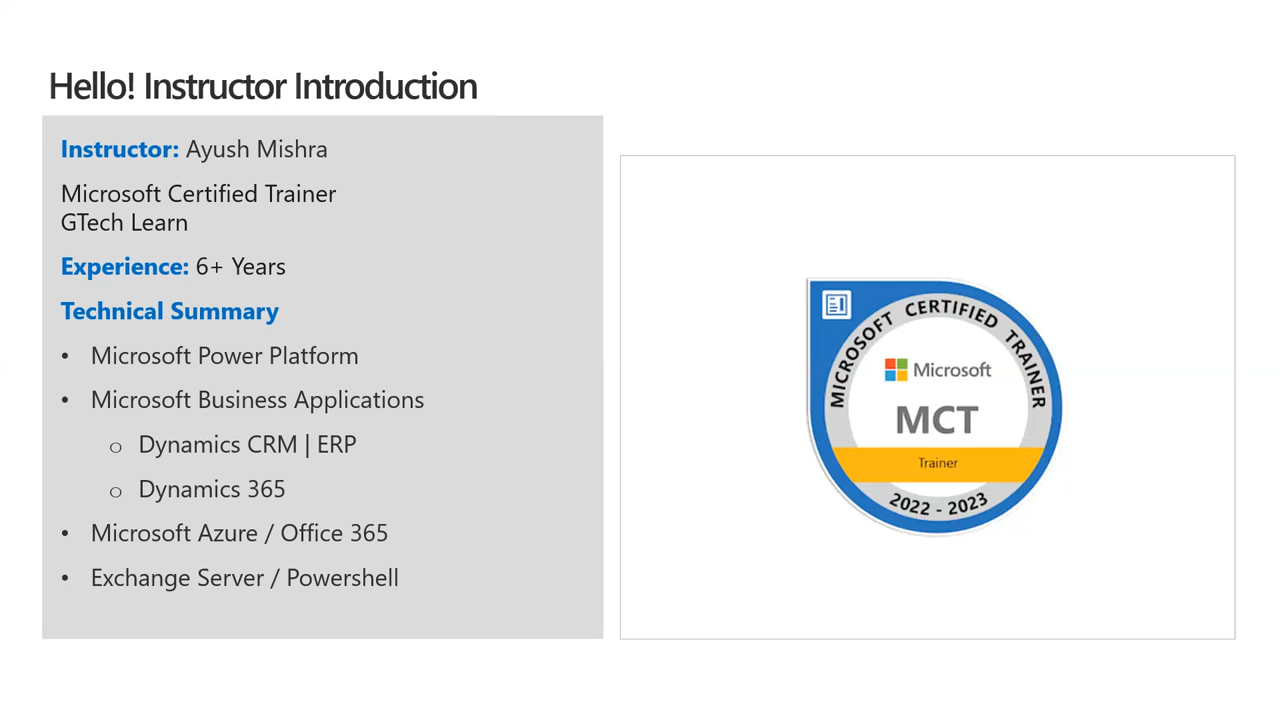 Hello! Instructor Introduction
Instructor: Ayush Mishra
Microsoft Certified Trainer
GTech Learn
Experience: 6+ Years
Technical Summary
• Microsoft Power Platform
• Microsoft Business Applications
o Dynamics CRM | ERP
o Dynamics 365
• Microsoft Azure / Office 365
• Exchange Server / Powershell
MICROSOFT CERTIFIED TRAINER
Microsoft
MCT
Trainer
2022 - 2023